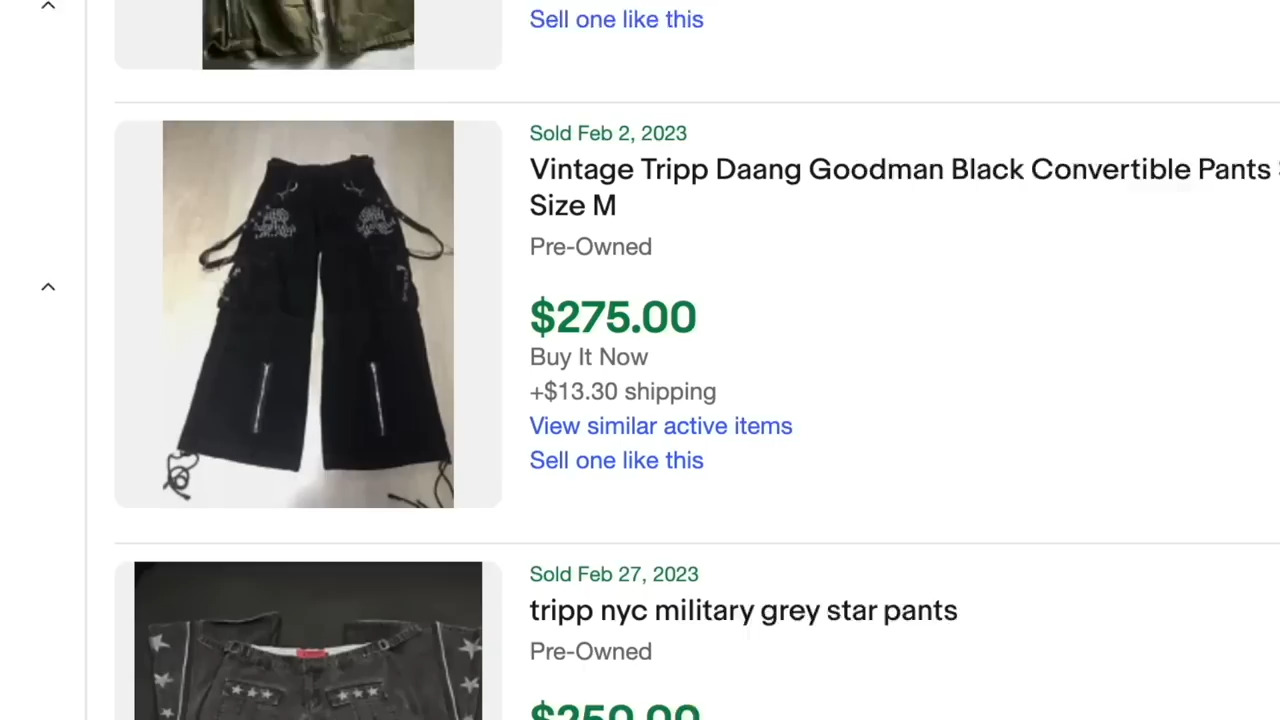 Sell one like this
Sold Feb 2, 2023
Vintage Tripp Daang Goodman Black Convertible Pants
Size M
Pre-Owned
$275.00
Buy It Now
+$13.30 shipping
View similar active items
Sell one like this
Sold Feb 27, 2023
tripp nyc military grey star pants
Pre-Owned
$250.00